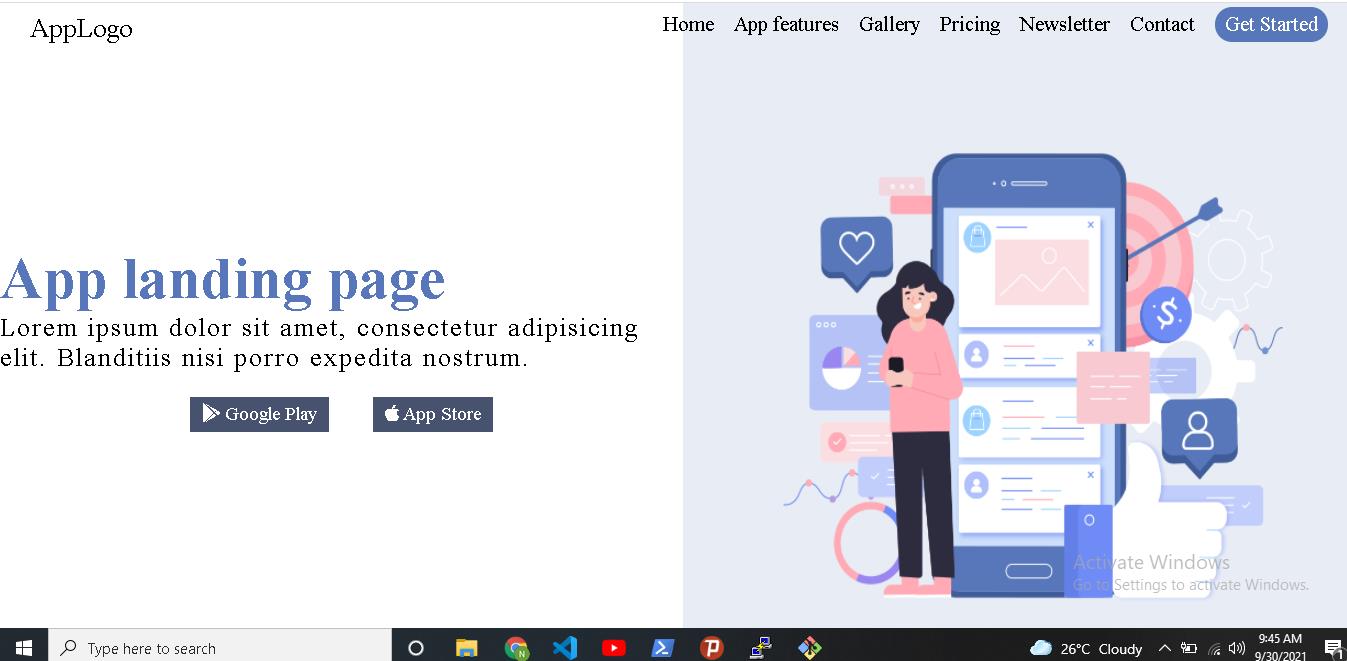 AppLogo
Home App features Gallery Pricing Newsletter Contact Get Started
App landing page
Lorem ipsum dolor sit amet, consectetur adipisicing
elit. Blanditiis nisi porro expedita nostrum.
Google Play App Store
Activate Windows
Go to Settings to activate Windows.
Type here to search
26°C Cloudy
9:45 AM
9/30/2021